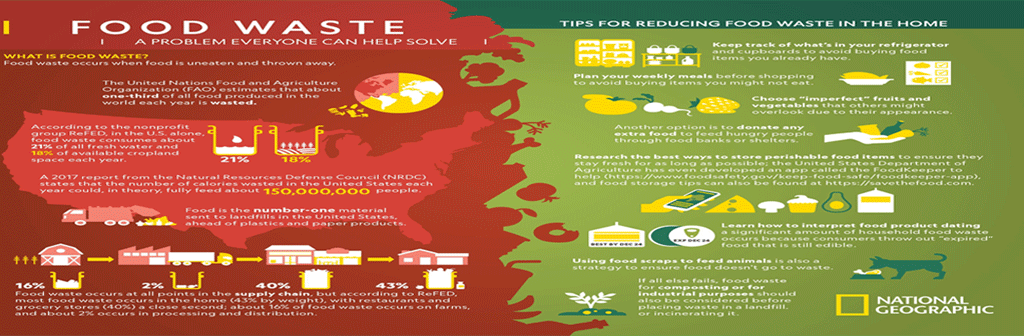 FOOD WASTE
A PROBLEM EVERYONE CAN HELP SOLVE
WHAT IS FOOD WASTE?
Food waste occurs when food is uneaten and thrown away.
The United Nations Food and Agriculture
Organization (FAO) estimates that about
one-third of all food produced in the
world each year is wasted.
According to the nonprofit
group ReFED, in the U.S. alone,
food waste consumes about
21% of all fresh water and
18% of available cropland
space each year.
21%
18%
A 2017 report from the Natural Resources Defense Council (NRDC)
states that the number of calories wasted in the United States each
year could, in theory, fully feed about 150,000,000 people.
Food is the number-one material
sent to landfills in the United States,
ahead of plastics and paper products.
16%
2%
40%
43%
Food waste occurs at all points in the supply chain, but according to ReFED,
most food waste occurs in the home (43% by weight), with restaurants and
grocery stores (40%) a close second; about 16% of food waste occurs on farms,
and about 2% occurs in processing and distribution.
TIPS FOR REDUCING FOOD WASTE IN THE HOME
Keep track of what's in your refrigerator
and cupboards to avoid buying food
items you already have.
Plan your weekly meals before shopping
to avoid buying items you might not eat.
Choose "imperfect" fruits and
vegetables that others might
overlook due to their appearance.
Another option is to donate any
extra food to feed hungry people
through food banks or shelters.
Research the best ways to store perishable food items to ensure they
stay fresh for as long as possible; the United States Department of
Agriculture has even developed an app called the FoodKeeper to
help (https://www.foodsafety.gov/keep-food-safe/foodkeeper-app),
and food storage tips can also be found at https://savethefood.com.
BEST BY DEC 24
EXP DEC 24
Learn how to interpret food product dating
a significant amount of household food waste
occurs because consumers throw out "expired"
food that is still edible.
Using food scraps to feed animals is also a
strategy to ensure food doesn't go to waste.
If all else fails, food waste for
composting or for
industrial purposes should
also be considered before
placing waste in a landfill,
or incinerating it.
NATIONAL
GEOGRAPHIC